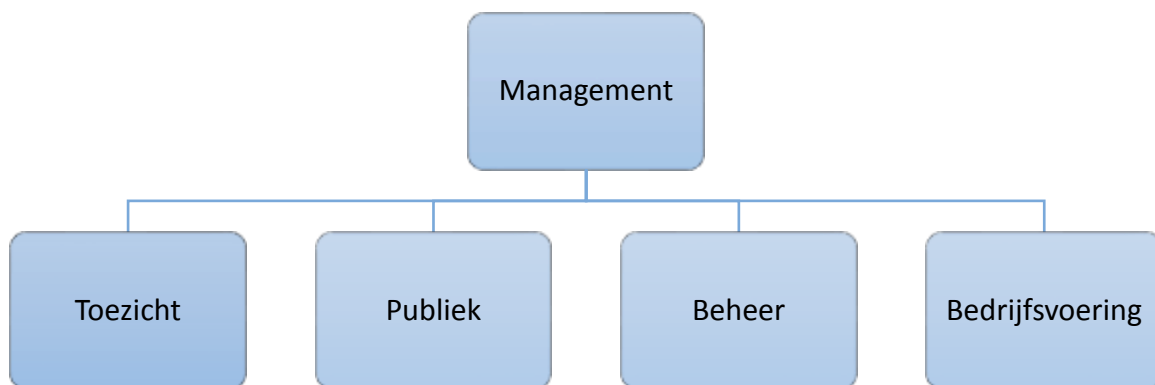 Management
Toezicht
Publiek
Beheer
Bedrijfsvoering